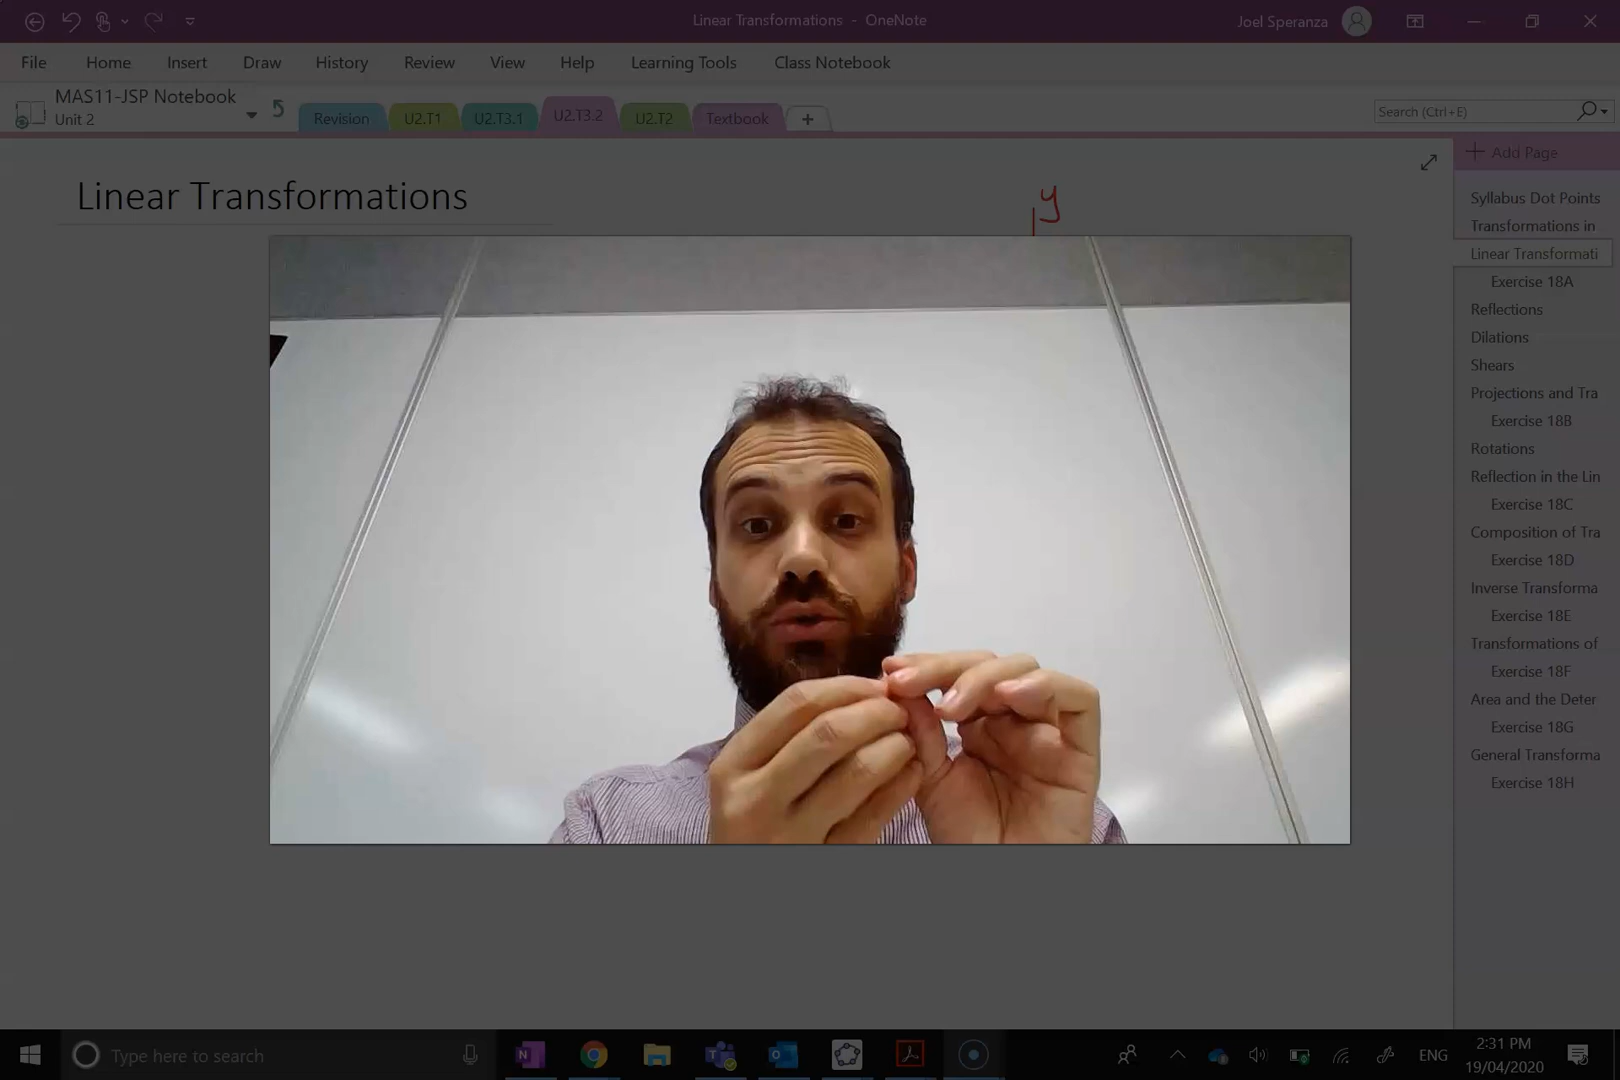 Linear Transformations - OneNote
Joel Speranza
File Home Insert Draw History Review View Help Learning Tools Class Notebook
MAS11-JSP Notebook
Unit 2
Revision U2.T1 U2.T3.1 U2.T3.2 U2.T2 Textbook +
Search (Ctrl+E)
Add Page
Linear Transformations
y
Syllabus Dot Points
Transformations in
Linear Transformati
Exercise 18A
Reflections
Dilations
Shears
Projections and Tra
Exercise 18B
Rotations
Reflection in the Lin
Exercise 18C
Composition of Tra
Exercise 18D
Inverse Transforma
Exercise 18E
Transformations of
Exercise 18F
Area and the Deter
Exercise 18G
General Transforma
Exercise 18H
Type here to search
N
ENG
2:31 PM
19/04/2020